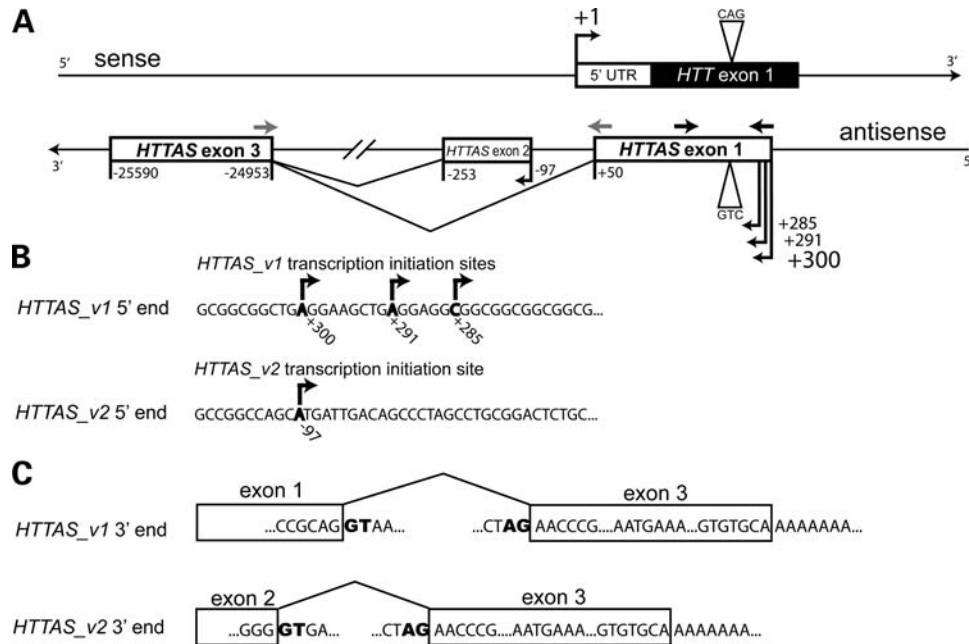 A
CAG
+1
5' sense 3'
5' UTR HTT exon 1
antisense
HTTAS exon 3 HTTAS exon 2 HTTAS exon 1
3' -25590 -24953 -253 -97 +50 5'
GTC
+285
+291
+300
B
HTTAS_v1 transcription initiation sites
HTTAS_v1 5' end GCGGCGGCTGAGGAAGCTGAGGAGGCGGCGGCGGCGGCG...
+300 +291 +285
HTTAS_v2 transcription initiation site
HTTAS_v2 5' end GCCGGCCAGCATGATTGACAGCCCTAGCCTGCGGACTCTGC...
-97
C
exon 1 exon 3
HTTAS_v1 3' end ...CCGCAG GTAA... ...CTAG AACCCG....AATGAAA...GTGTGCA AAAAAAA...
exon 2 exon 3
HTTAS_v2 3' end ...GGG GTGA... ...CTAG AACCCG...AATGAAA...GTGTGCA AAAAAAA...